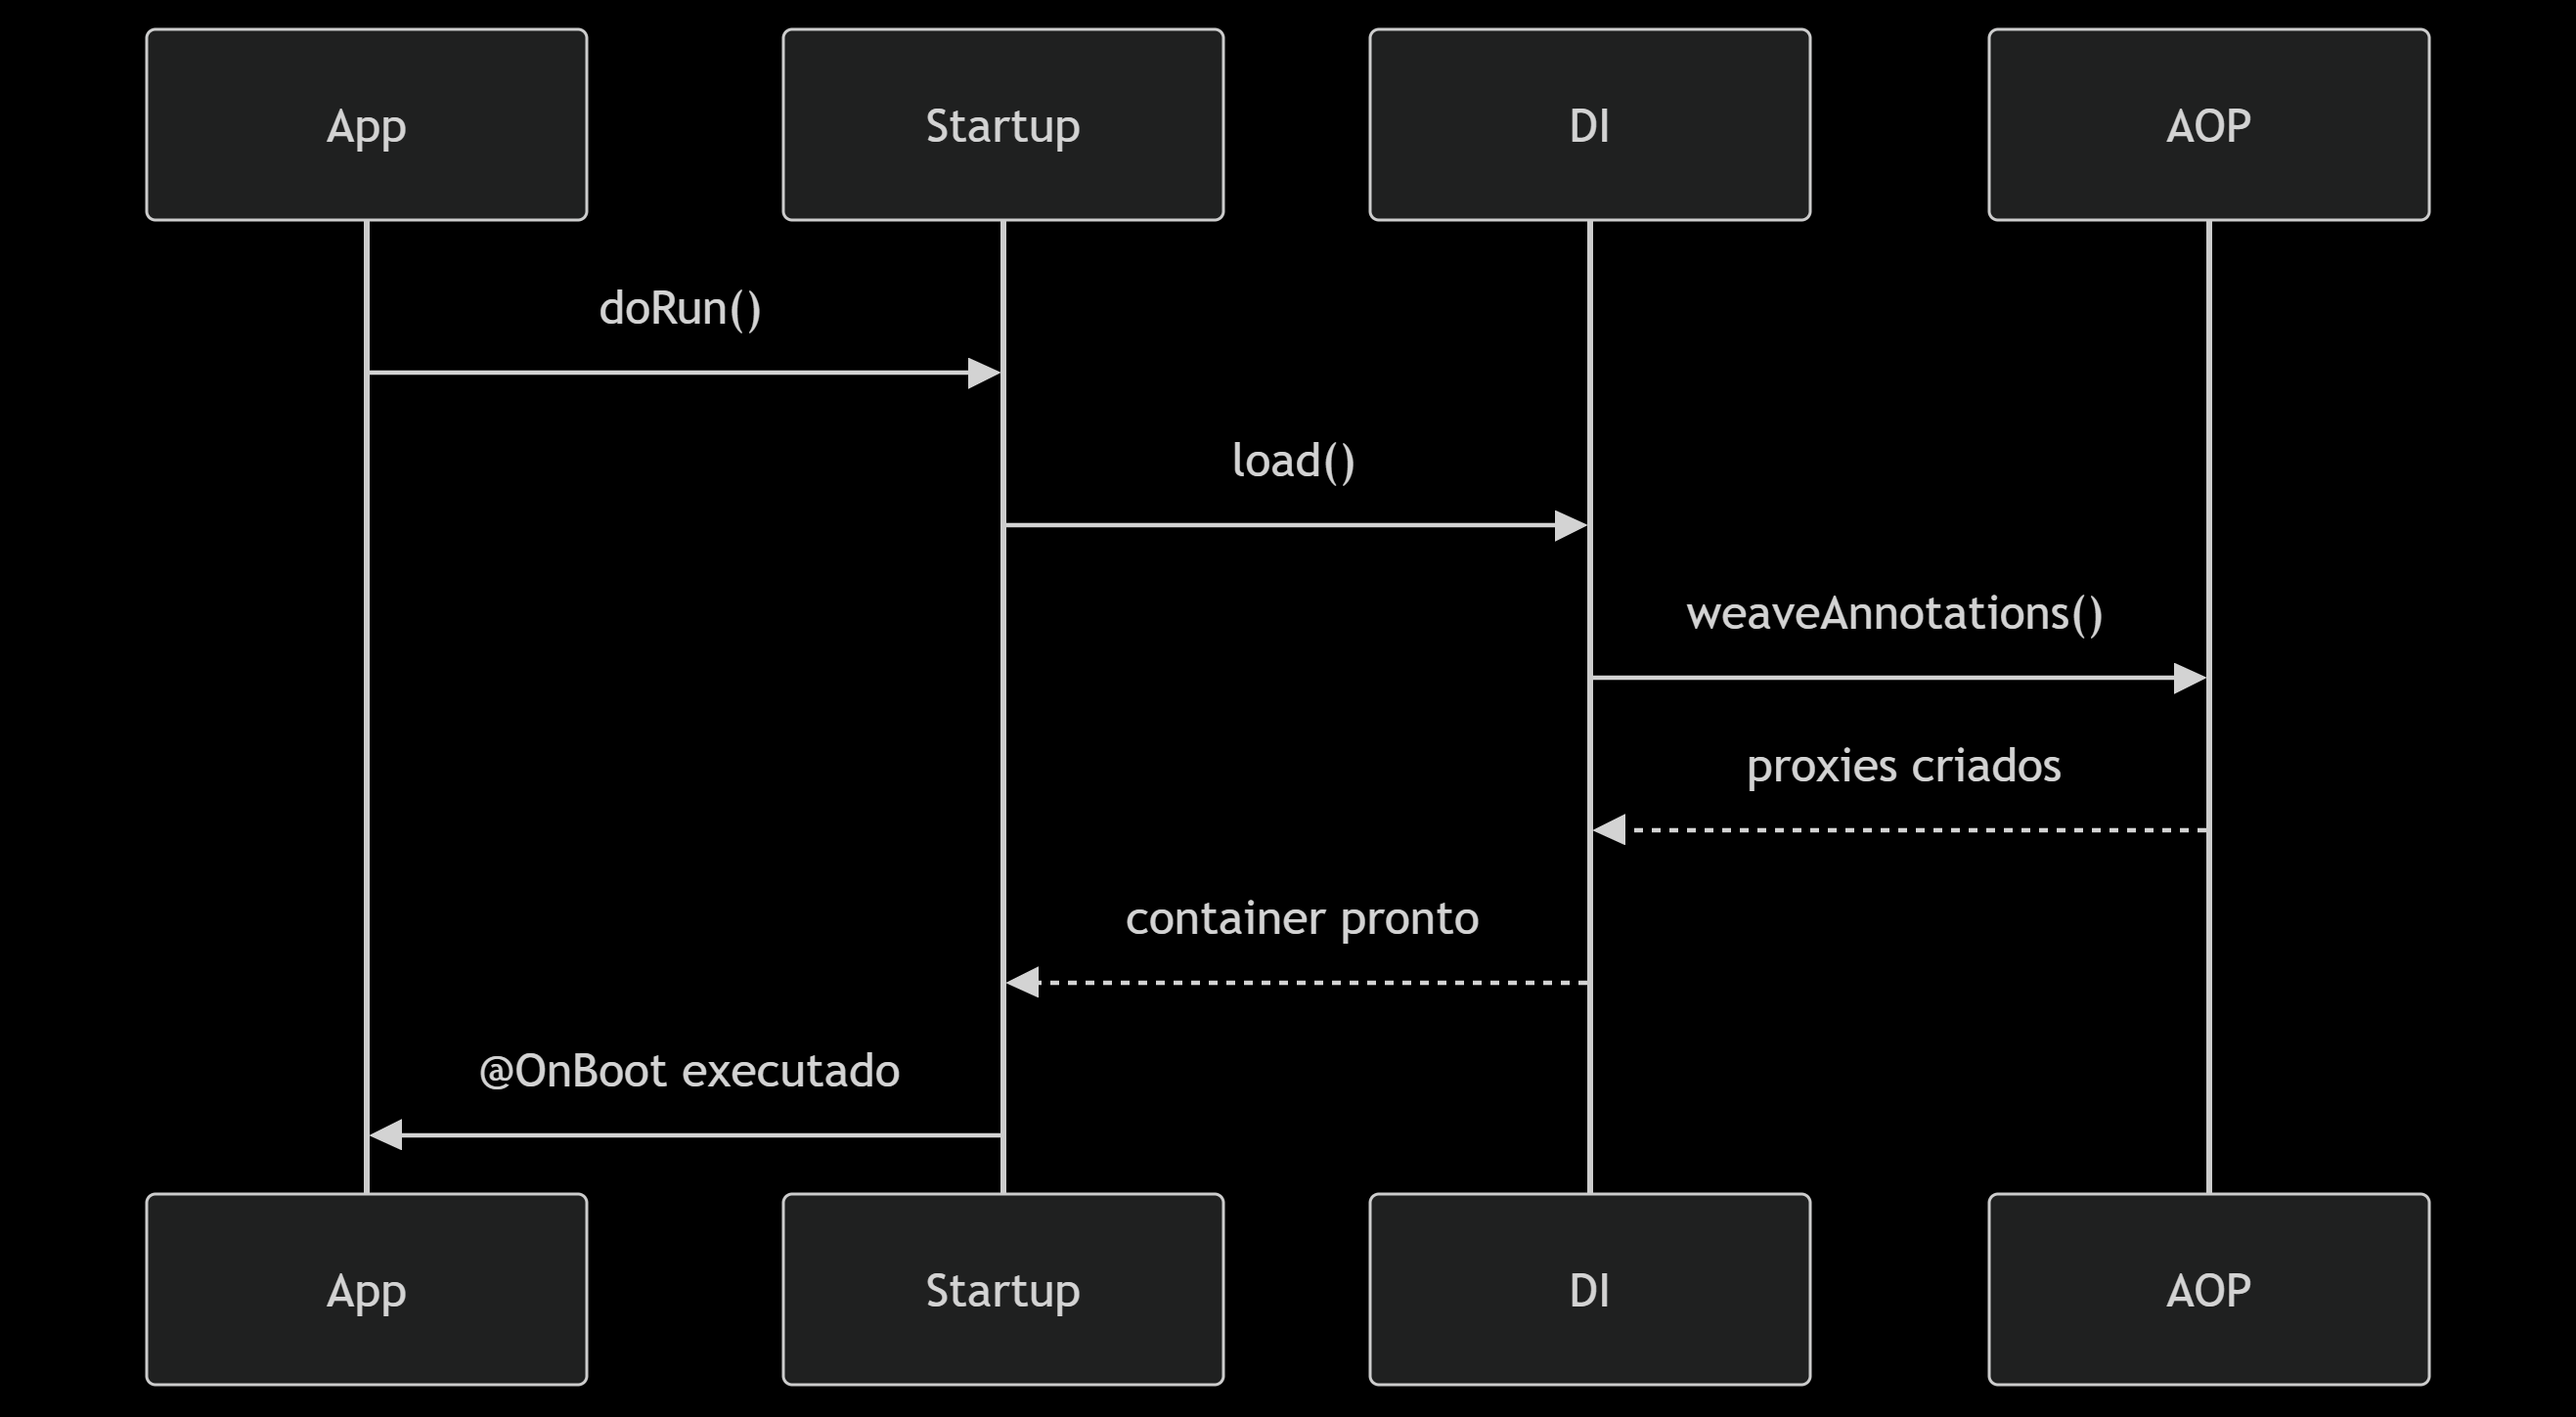 App
Startup
DI
AOP
doRun()
load()
weaveAnnotations()
proxies criados
container pronto
@OnBoot executado
App
Startup
DI
AOP